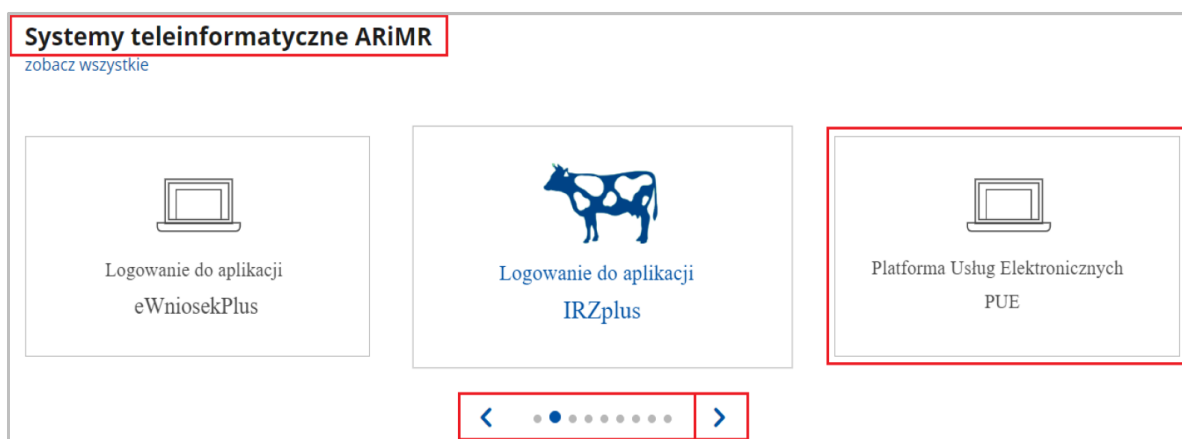 Systemy teleinformatyczne ARiMR
zobacz wszystkie
Logowanie do aplikacji
eWniosekPlus
Logowanie do aplikacji
IRZplus
Platforma Usług Elektronicznych
PUE